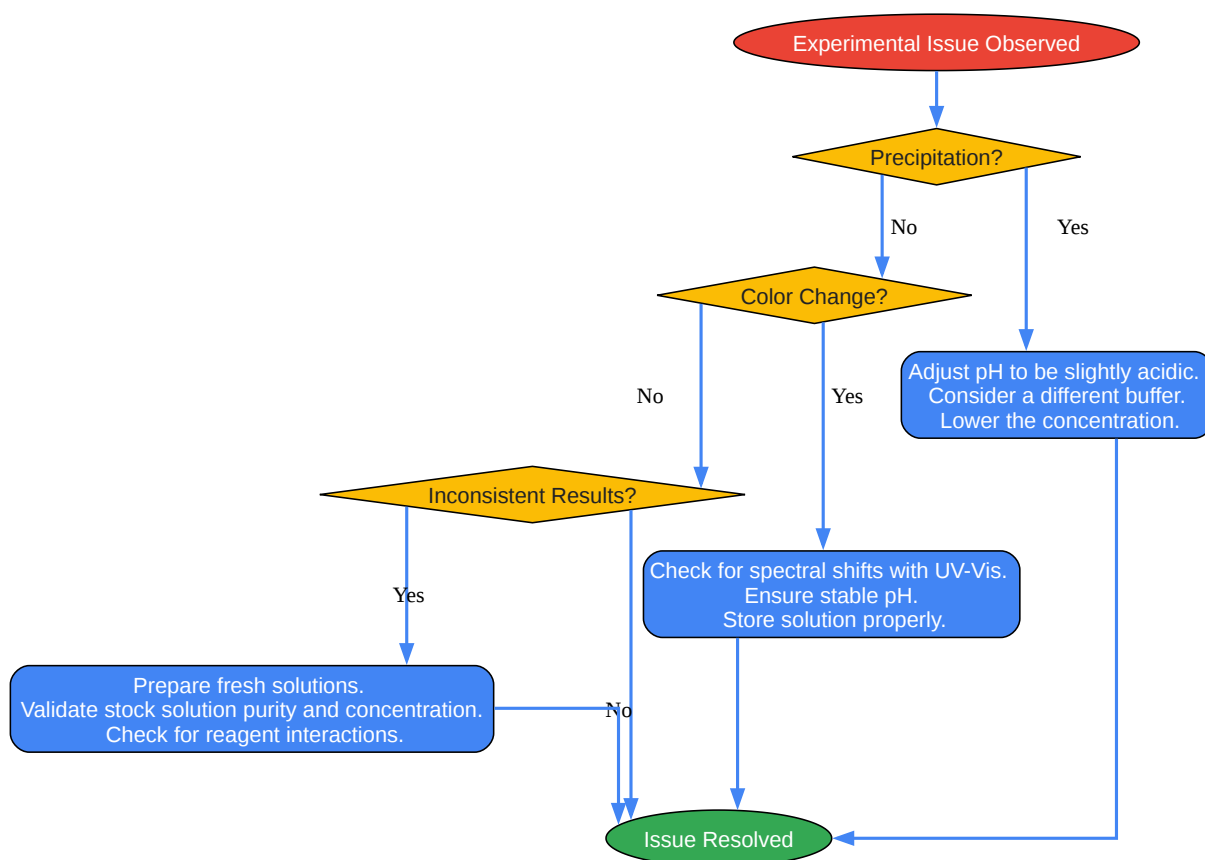 Experimental Issue Observed
Precipitation?
No
Yes
Color Change?
No
Yes
Adjust pH to be slightly acidic.
Consider a different buffer.
Lower the concentration.
Inconsistent Results?
Yes
No
Check for spectral shifts with UV-Vis.
Ensure stable pH.
Store solution properly.
Prepare fresh solutions.
Validate stock solution purity and concentration.
Check for reagent interactions.
Issue Resolved